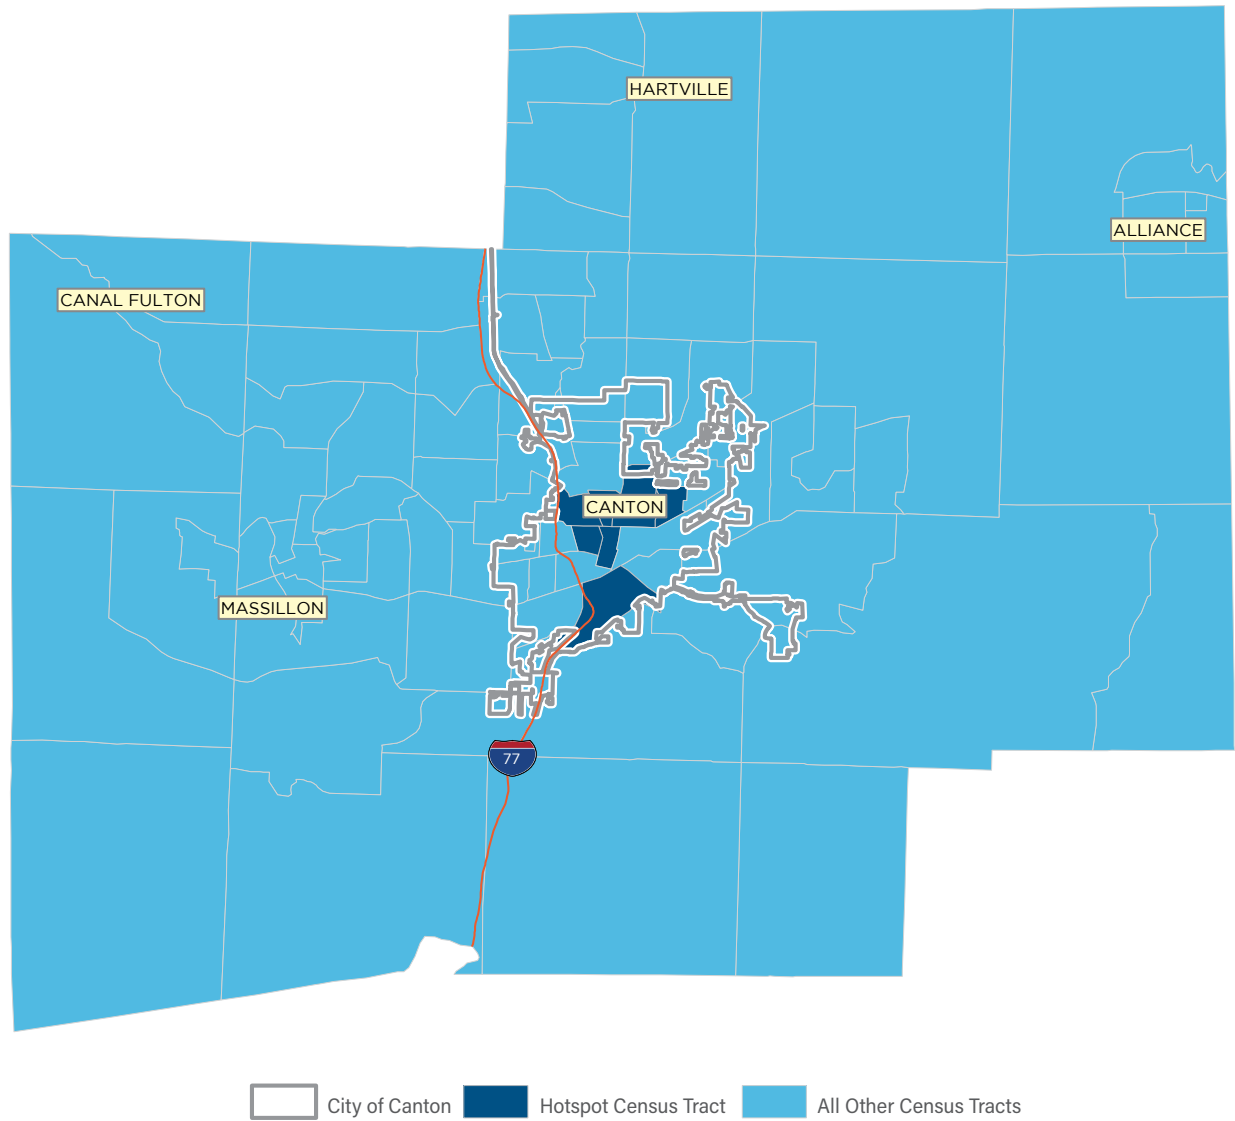 HARTVILLE
ALLIANCE
CANAL FULTON
CANTON
MASSILLON
77
City of Canton
Hotspot Census Tract
All Other Census Tracts